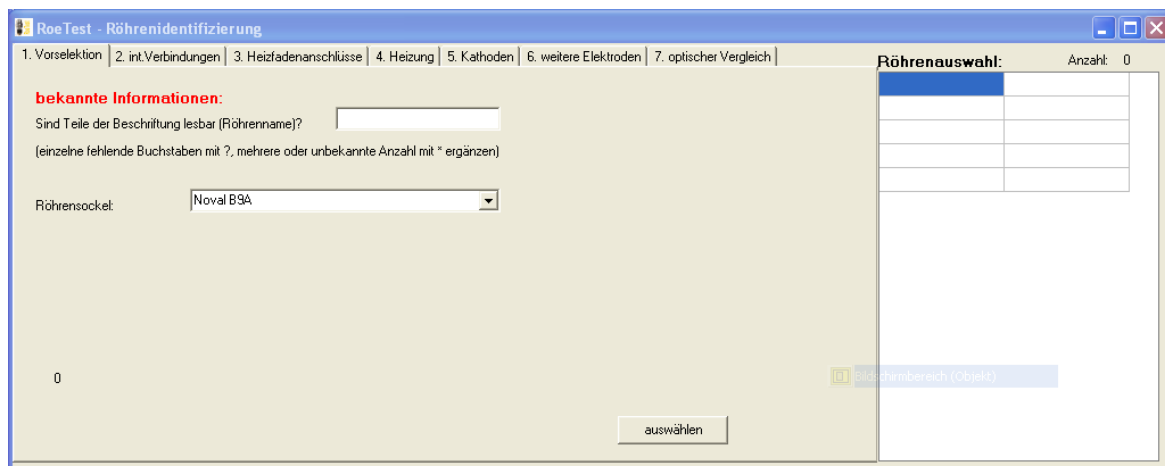 RoeTest - Röhrenidentifizierung
1. Vorselektion 2. int.Verbindungen 3. Heizfadenanschlüsse 4. Heizung 5. Kathoden 6. weitere Elektroden 7. optischer Vergleich
Röhrenauswahl: Anzahl: 0
bekannte Informationen:
Sind Teile der Beschriftung lesbar (Röhrenname)?
(einzelne fehlende Buchstaben mit ?, mehrere oder unbekannte Anzahl mit * ergänzen)
Röhrensockel: Noval B9A
0
Bildschirmbereich (Objekt)
auswählen